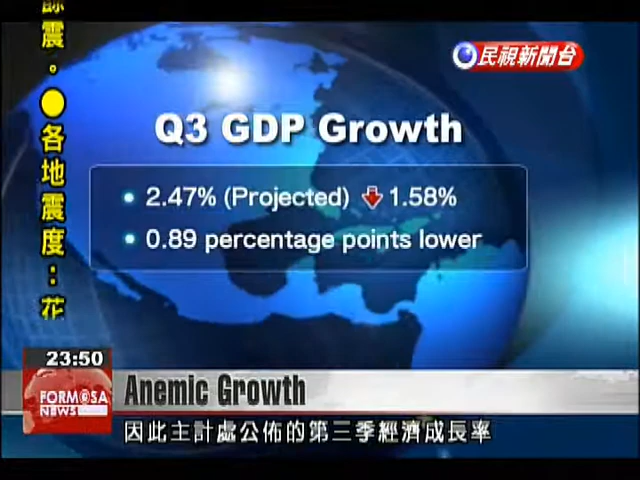 震。●各地震度：花
民視新聞台
Q3 GDP Growth
• 2.47% (Projected) 1.58%
• 0.89 percentage points lower
23:50
FORMOSA
NEWS
Anemic Growth
因此主計處公佈的第三季經濟成長率